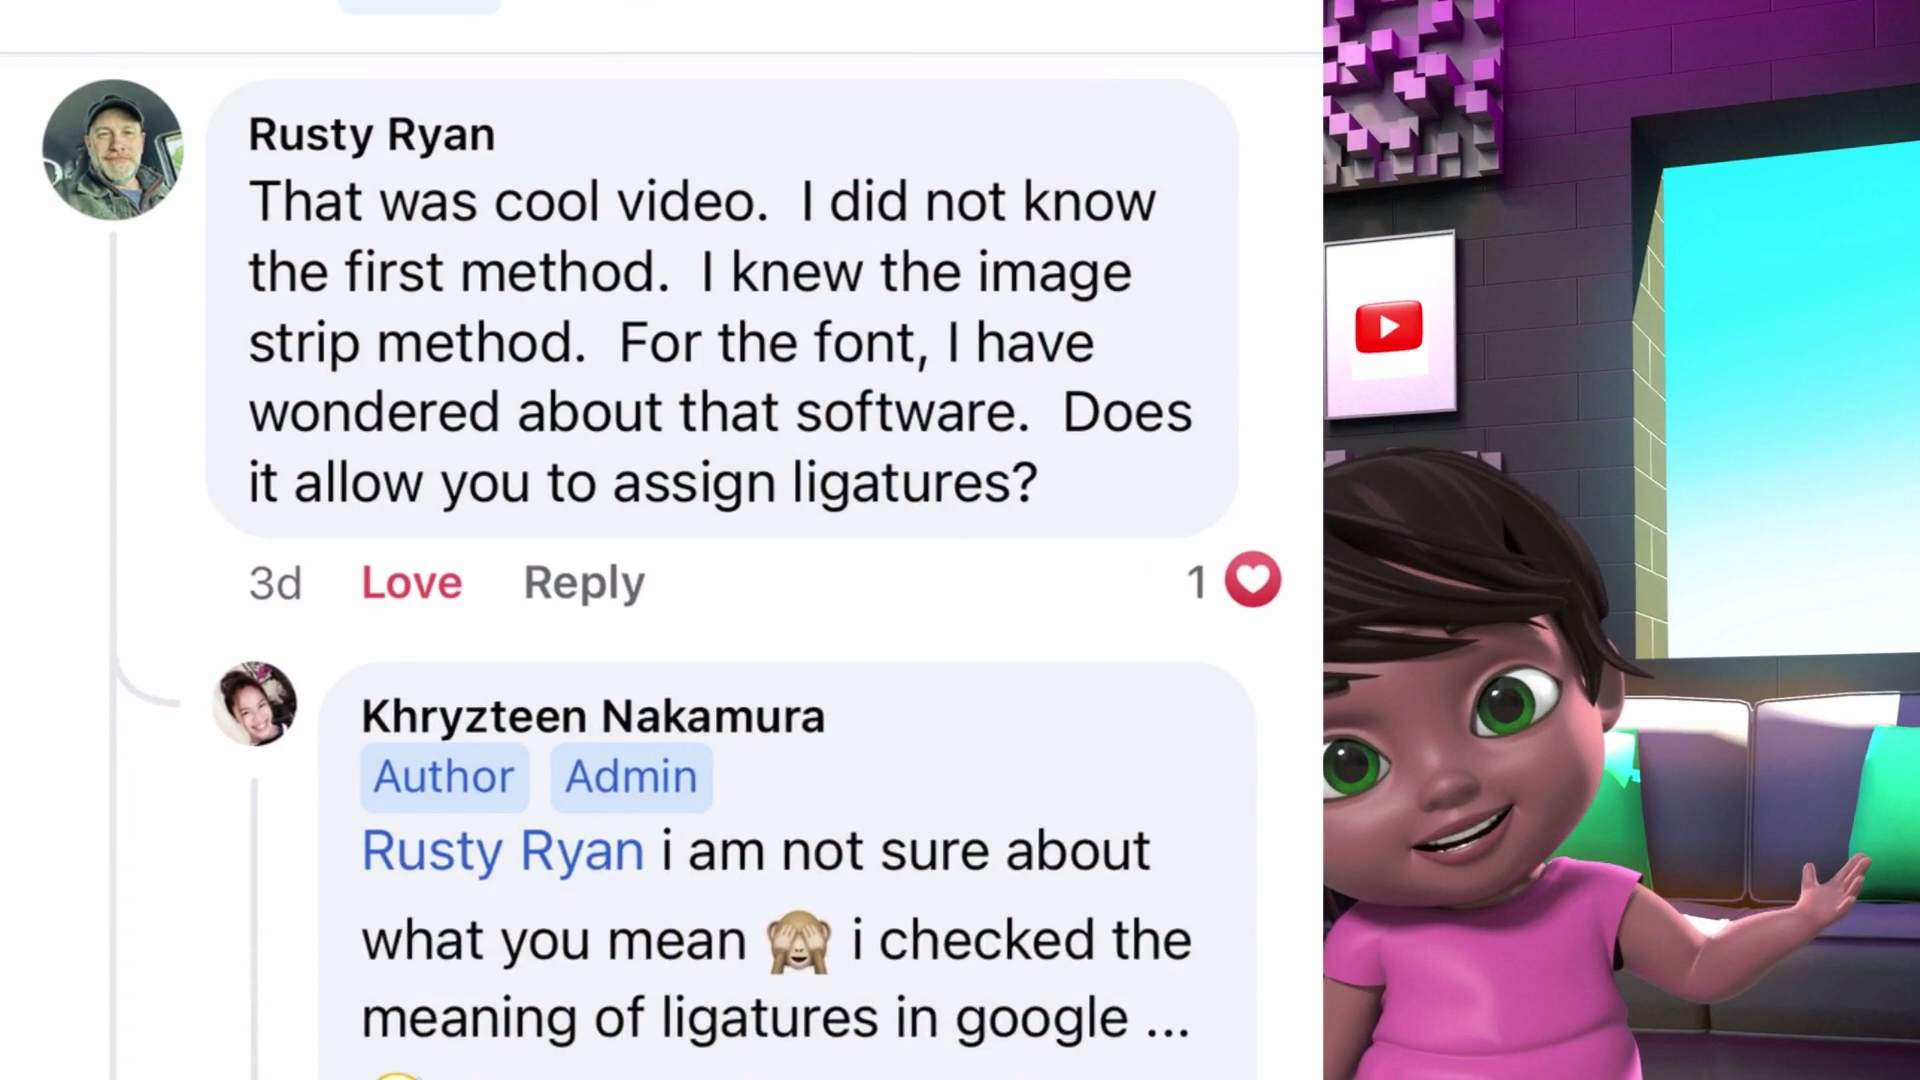 Rusty Ryan
That was cool video.  I did not know
the first method.  I knew the image
strip method.  For the font, I have
wondered about that software.  Does
it allow you to assign ligatures?
3d Love Reply 1
Khryzteen Nakamura
Author Admin
Rusty Ryan i am not sure about
what you mean 🙈 i checked the
meaning of ligatures in google ...